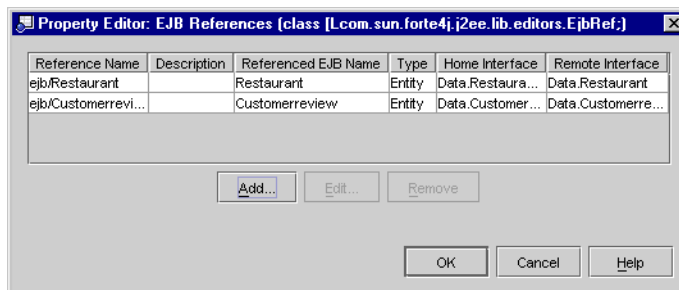 Property Editor: EJB References (class [Lcom.sun.forte4j.j2ee.lib.editors.EjbRef;)
Reference Name Description Referenced EJB Name Type Home Interface Remote Interface
ejb/Restaurant Restaurant Entity Data.Restaura... Data.Restaurant
ejb/Customerrevi... Customerreview Entity Data.Customer... Data.Customerre...
Add... Edit... Remove
OK Cancel Help